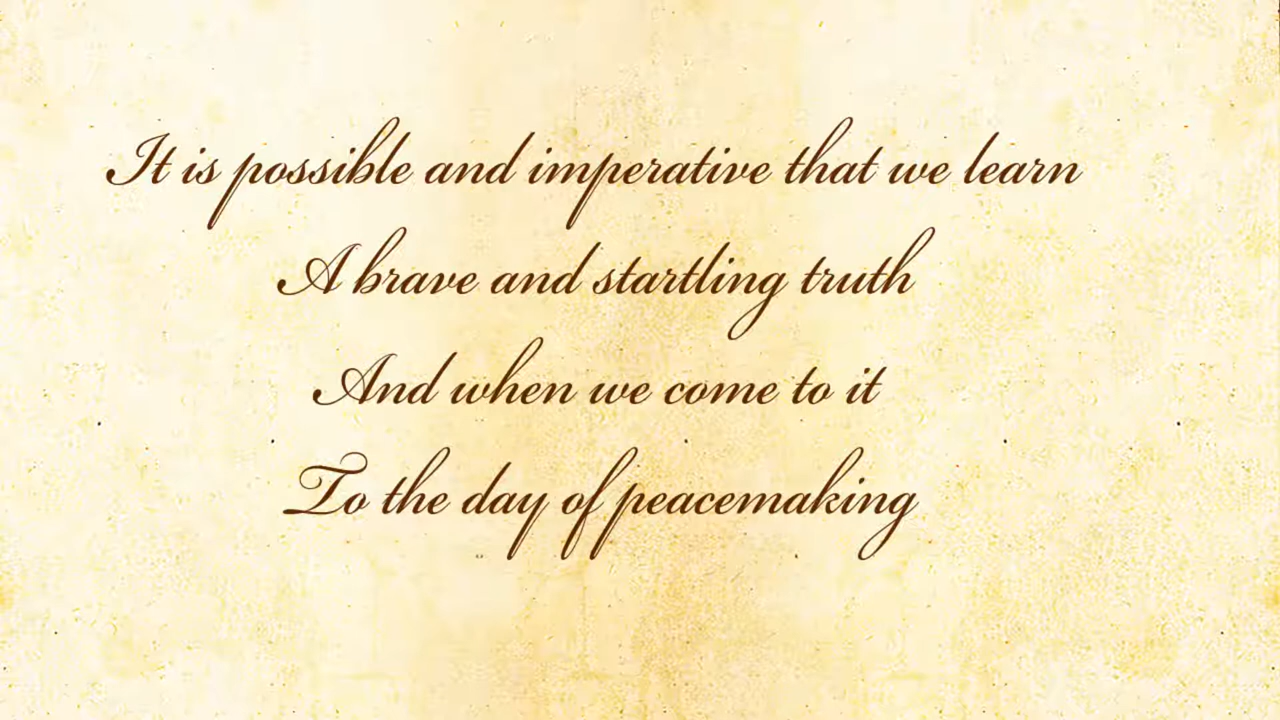 It is possible and imperative that we learn
A brave and startling truth
And when we come to it
To the day of peacemaking